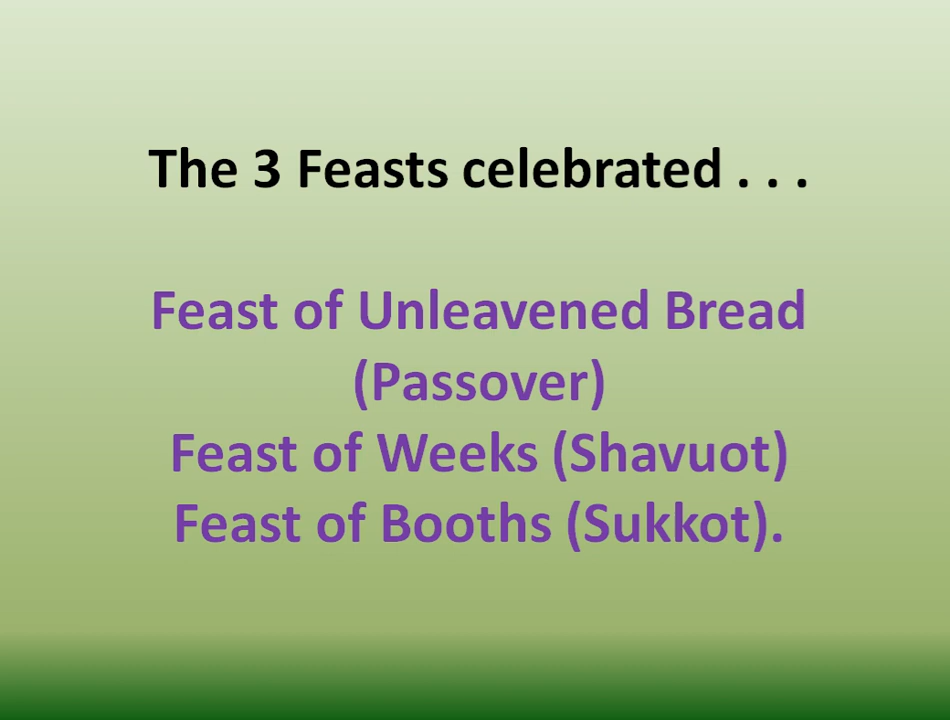 The 3 Feasts celebrated . . .
Feast of Unleavened Bread
(Passover)
Feast of Weeks (Shavuot)
Feast of Booths (Sukkot).